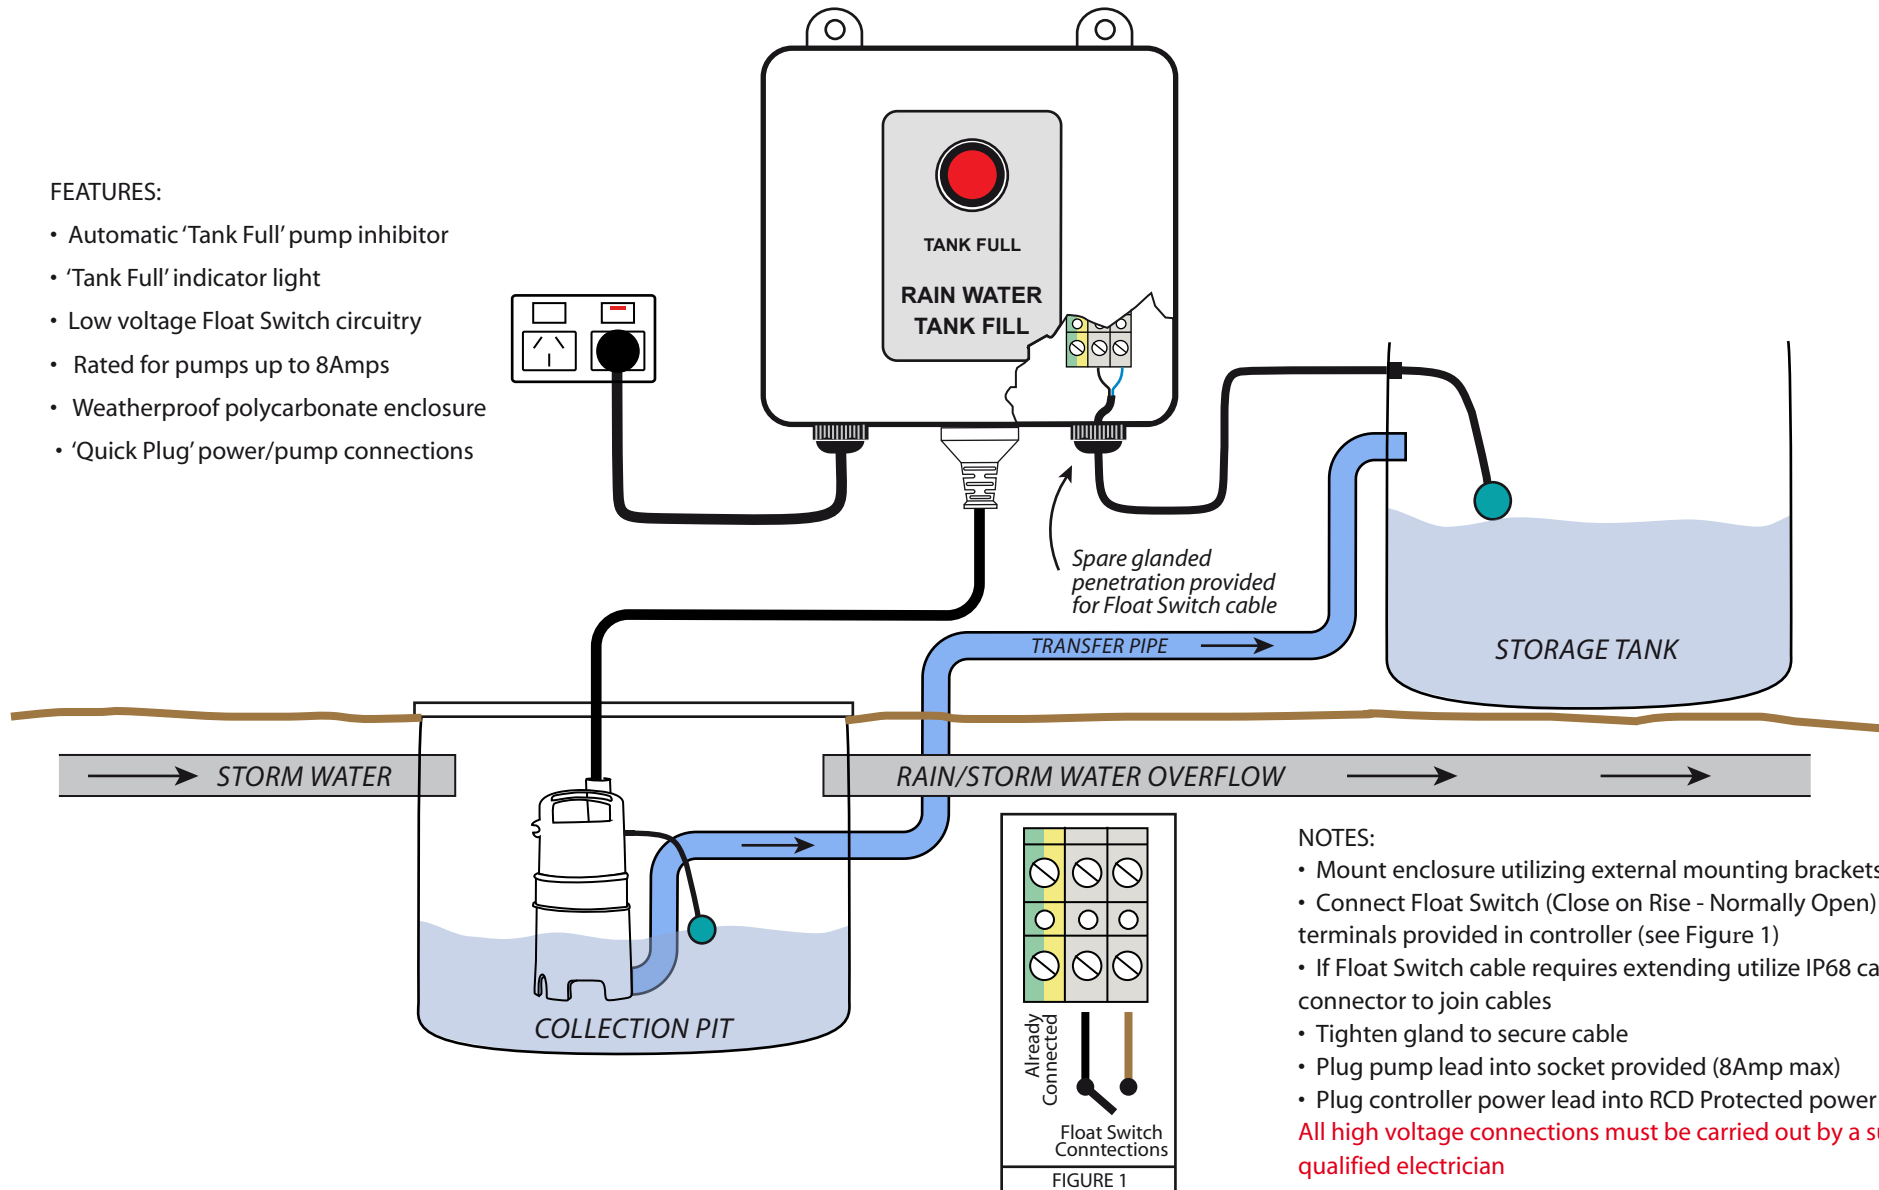 FEATURES:
• Automatic ‘Tank Full’ pump inhibitor
• ‘Tank Full’ indicator light
• Low voltage Float Switch circuitry
• Rated for pumps up to 8Amps
• Weatherproof polycarbonate enclosure
• ‘Quick Plug’ power/pump connections
TANK FULL
RAIN WATER
TANK FILL
Spare glanded
penetration provided
for Float Switch cable
TRANSFER PIPE
STORAGE TANK
STORM WATER
RAIN/STORM WATER OVERFLOW
COLLECTION PIT
Already
Connected
Float Switch
Conntections
FIGURE 1
NOTES:
• Mount enclosure utilizing external mounting brackets
• Connect Float Switch (Close on Rise - Normally Open)
terminals provided in controller (see Figure 1)
• If Float Switch cable requires extending utilize IP68
connector to join cables
• Tighten gland to secure cable
• Plug pump lead into socket provided (8Amp max)
• Plug controller power lead into RCD Protected power
All high voltage connections must be carried out by a
qualified electrician